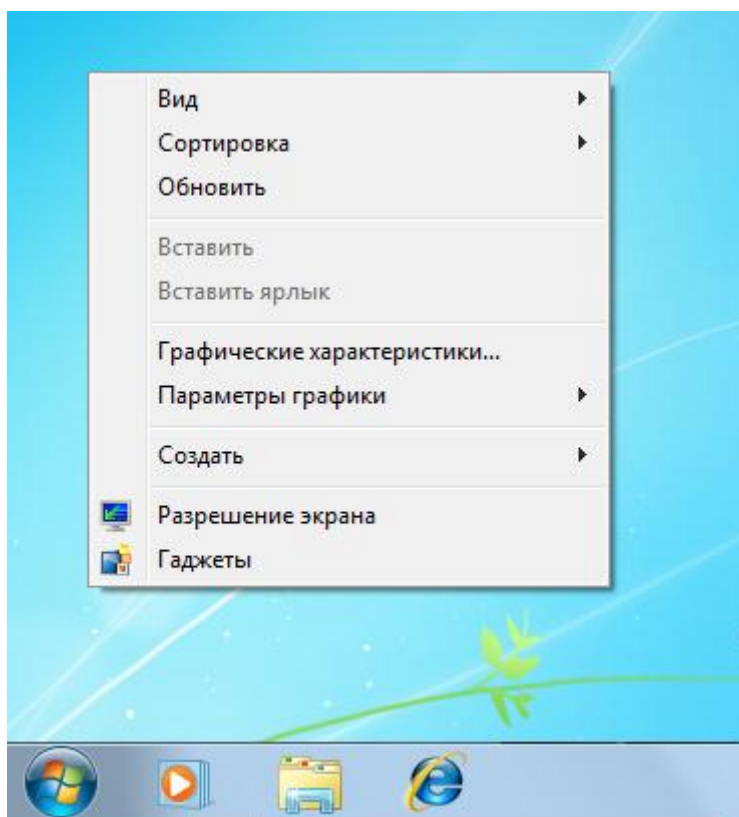 Вид
Сортировка
Обновить
Вставить
Вставить ярлык
Графические характеристики...
Параметры графики
Создать
Разрешение экрана
Гаджеты